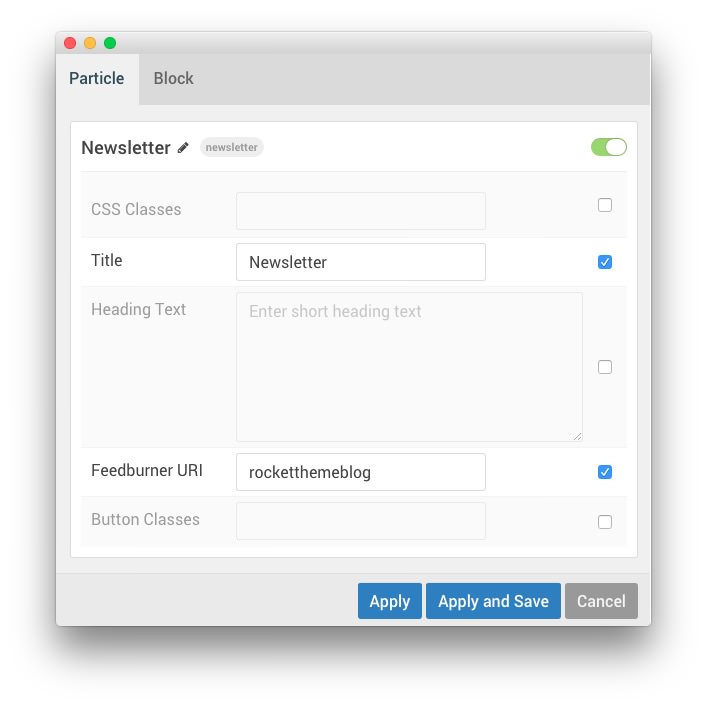 Particle Block
Newsletter newsletter
CSS Classes
Title Newsletter
Heading Text Enter short heading text
Feedburner URI rocketthemeblog
Button Classes
Apply Apply and Save Cancel